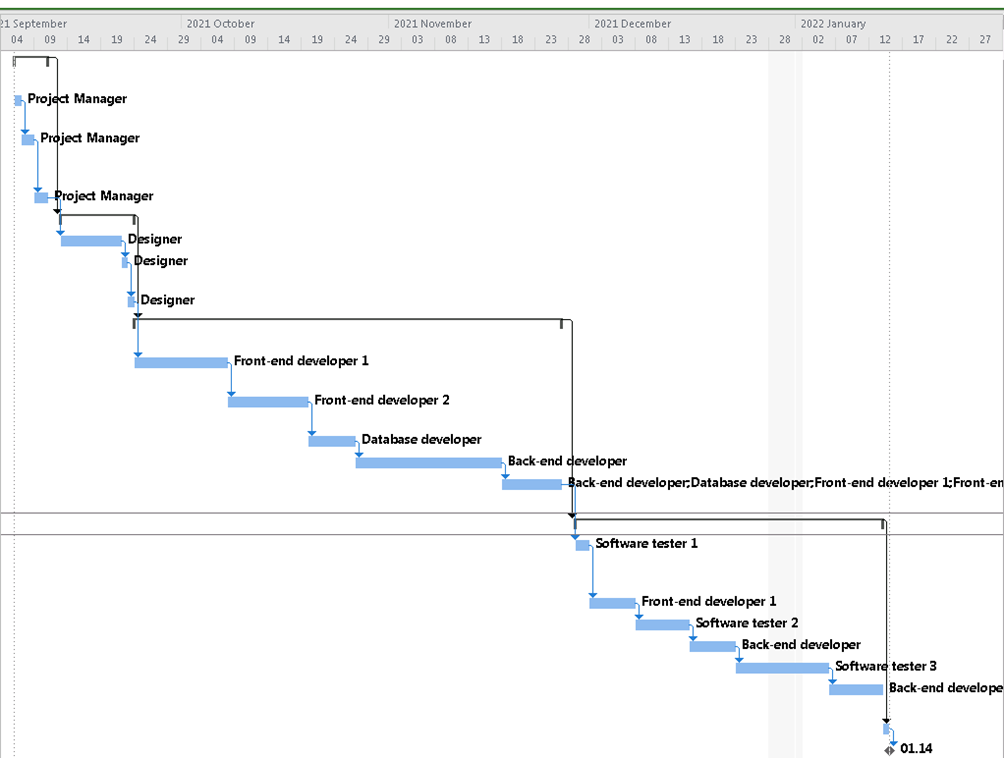 21 September 2021 October 2021 November 2021 December 2022 January
04 09 14 19 24 29 04 09 14 19 24 29 03 08 13 18 23 28 03 08 13 18 23 28 02 07 12 17 22 27
Project Manager
Project Manager
Project Manager
Designer
Designer
Designer
Front-end developer 1
Front-end developer 2
Database developer
Back-end developer
Back-end developer;Database developer;Front-end developer 1;Front-en
Software tester 1
Front-end developer 1
Software tester 2
Back-end developer
Software tester 3
Back-end develope
01.14